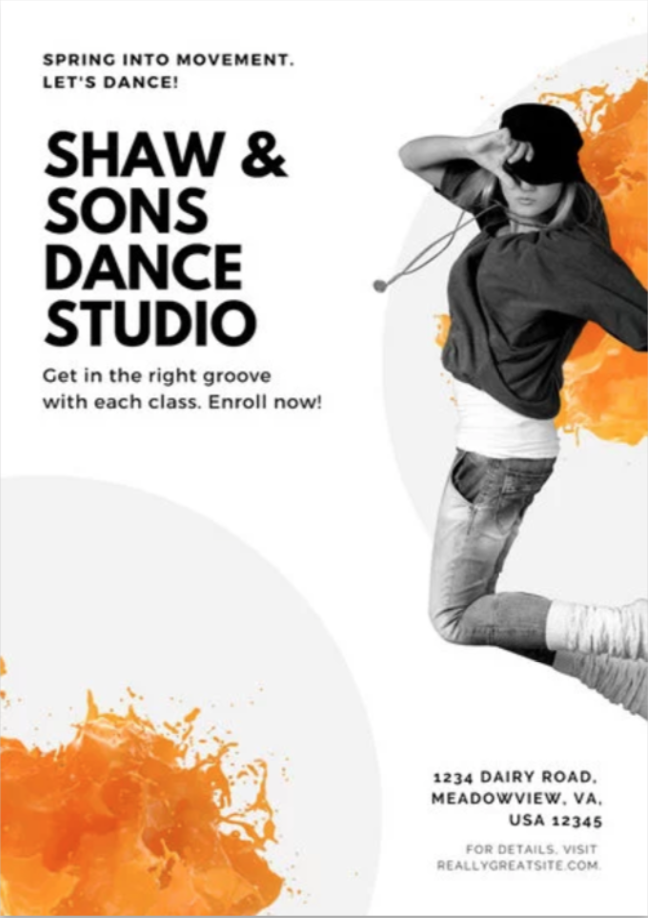 SPRING INTO MOVEMENT.
LET'S DANCE!
SHAW &
SONS
DANCE
STUDIO
Get in the right groove
with each class. Enroll now!
1234 DAIRY ROAD,
MEADOWVIEW, VA,
USA 12345
FOR DETAILS, VISIT
REALLYGREATSITE.COM.